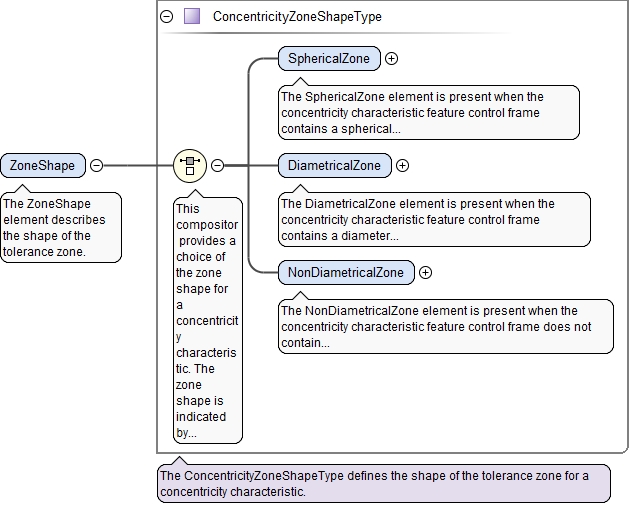 ConcentricityZoneShapeType
SphericalZone
The SphericalZone element is present when the
concentricity characteristic feature control frame
contains a spherical...
ZoneShape
The ZoneShape
element describes
the shape of the
tolerance zone.
This
compositor
provides a
choice of
the zone
shape for
a
concentricit
y
characteris
tic. The
zone
shape is
indicated
by...
DiametricalZone
The DiametricalZone element is present when the
concentricity characteristic feature control frame
contains a diameter...
NonDiametricalZone
The NonDiametricalZone element is present when the
concentricity characteristic feature control frame does not
contain...
The ConcentricityZoneShapeType defines the shape of the tolerance zone for a
concentricity characteristic.